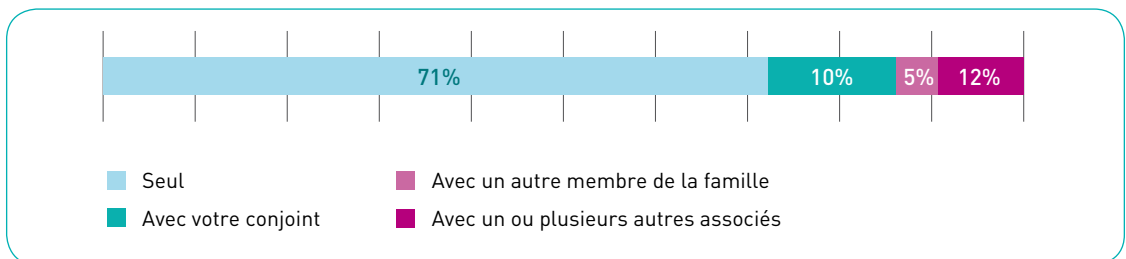 71% 10% 5% 12%
Seul
Avec votre conjoint
Avec un autre membre de la famille
Avec un ou plusieurs autres associés